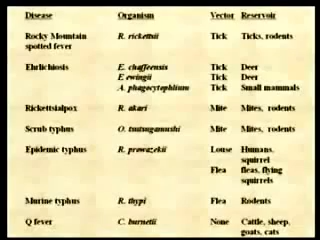 Disease Organism Vector Reservoir
Rocky Mountain R. rickettsii Tick Ticks, rodents
spotted fever
Ehrlichiosis E. chaffeensis Tick Deer
E ewingii Tick Deer
A. phagocytophlium Tick Small mammals
Rickettsialpox R. akari Mite Mites, rodents
Scrub typhus O. tsutsugamushi Mite Mites, rodents
Epidemic typhus R. prowazekii Louse Humans,
squirrel
Flea fleas, flying
squirrels
Murine typhus R. thypi Flea Rodents
Q fever C. burnetii None Cattle, sheep,
goats, cats